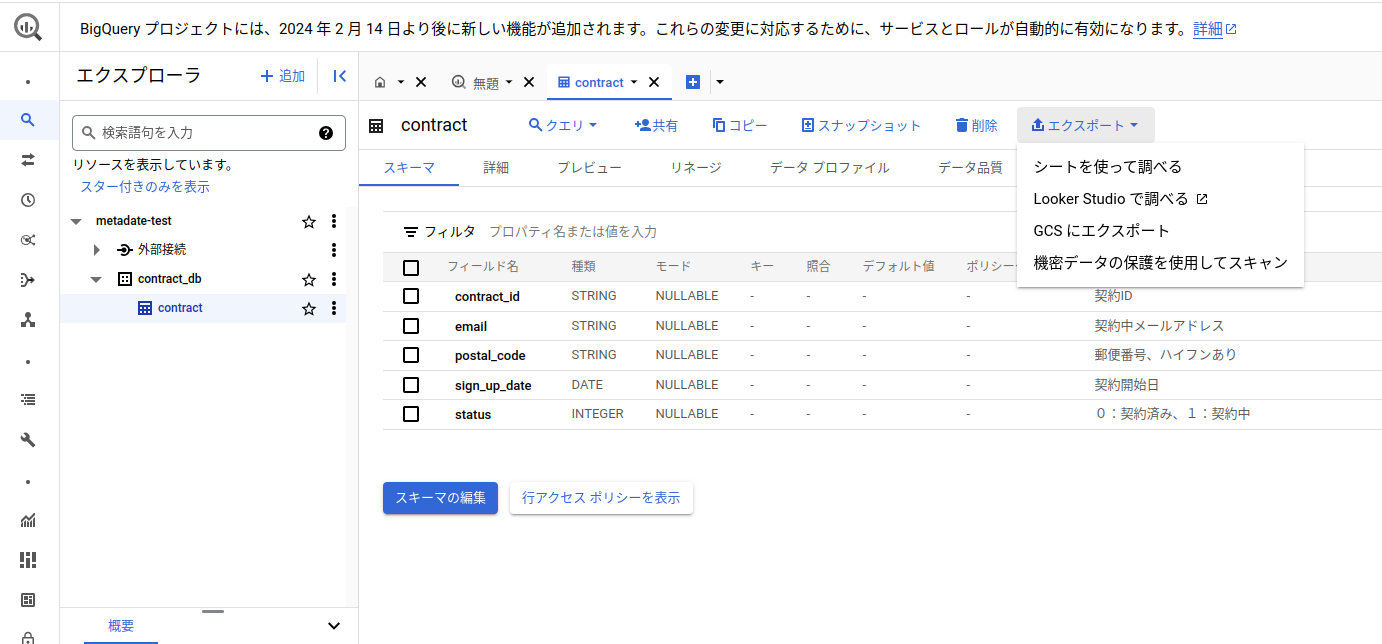 BigQuery プロジェクトには、2024 年 2 月 14 日より後に新しい機能が追加されます。これらの変更に対応するために、サービスとロールが自動的に有効になります。詳細
エクスプローラ
追加
無題
contract
検索語句を入力
contract
クエリ
共有
コピー
スナップショット
削除
エクスポート
リソースを表示しています。
スター付きのみを表示
スキーマ
詳細
プレビュー
リネージ
データ プロファイル
データ品質
シートを使って調べる
Looker Studio で調べる
GCS にエクスポート
機密データの保護を使用してスキャン
metadate-test
外部接続
contract_db
contract
フィルタ プロパティ名または値を入力
フィールド名 種類 モード キー 照合 デフォルト値 ポリシー
contract_id STRING NULLABLE - - - - 契約ID
email STRING NULLABLE - - - - 契約中メールアドレス
postal_code STRING NULLABLE - - - - 郵便番号、ハイフンあり
sign_up_date DATE NULLABLE - - - - 契約開始日
status INTEGER NULLABLE - - - - ０：契約済み、１：契約中
スキーマの編集
行アクセス ポリシーを表示
概要